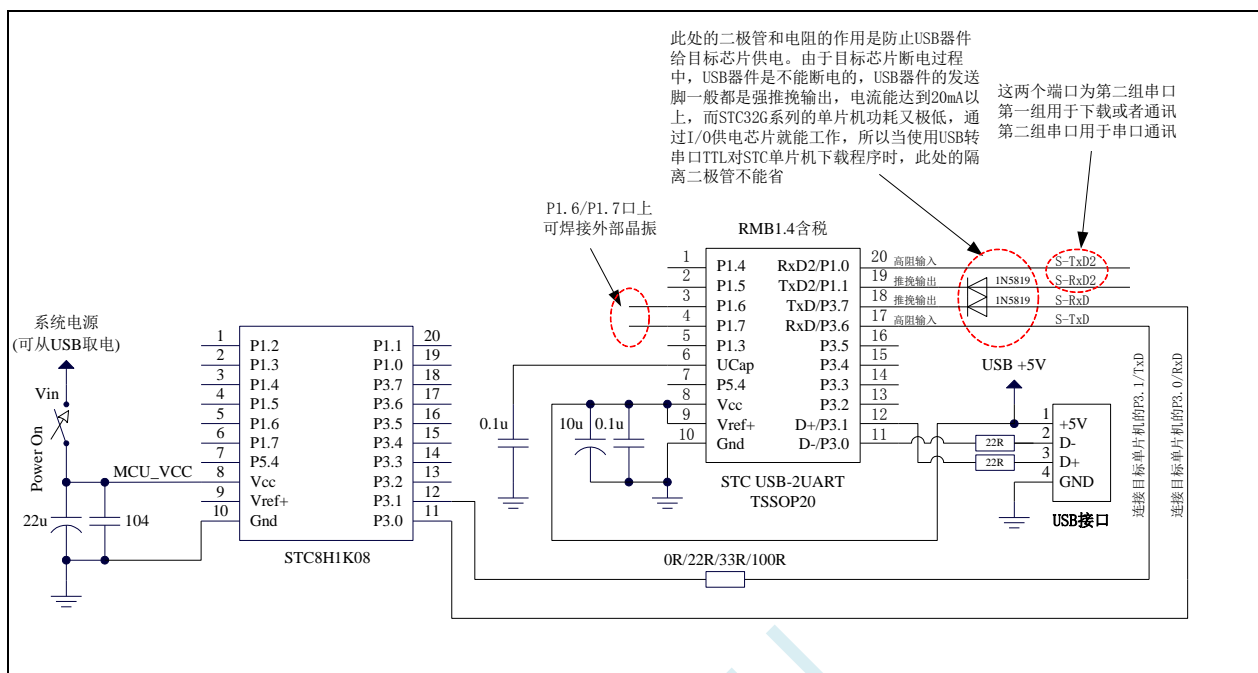 此处的二极管和电阻的作用是防止USB器件
给目标芯片供电。由于目标芯片断电过程
中，USB器件是不能断电的，USB器件的发送
脚一般都是强推挽输出，电流能达到20mA以
上，而STC32G系列的单片机功耗又极低，通
过I/O供电芯片就能工作，所以当使用USB转
串口TTL对STC单片机下载程序时，此处的隔
离二极管不能省
这两个端口为第二组串口
第一组用于下载或者通讯
第二组串口用于串口通讯
P1.6/P1.7口上
可焊接外部晶振
RMB1.4含税
1 P1.4 RxD2/P1.0 20 高阻输入 S-TxD2
2 P1.5 TxD2/P1.1 19 推挽输出 1N5819 S-RxD2
3 P1.6 TxD/P3.7 18 推挽输出 1N5819 S-RxD
4 P1.7 RxD/P3.6 17 高阻输入 S-TxD
5 P1.3 P3.5 16
6 UCap P3.4 15
7 P5.4 P3.3 14
8 Vcc P3.2 13
9 Vref+ D+/P3.1 12
10 Gnd D-/P3.0 11
STC USB-2UART
TSSOP20
0.1u
10u
0.1u
22R
22R
USB +5V
1 +5V
2 D-
3 D+
4 GND
USB接口
连接目标单片机的P3.1/TxD
连接目标单片机的P3.0/RxD
系统电源
(可从USB取电)
Vin
Power On
MCU_VCC
22u
104
1 P1.2 P1.1 20
2 P1.3 P1.0 19
3 P1.4 P3.7 18
4 P1.5 P3.6 17
5 P1.6 P3.5 16
6 P1.7 P3.4 15
7 P5.4 P3.3 14
8 Vcc P3.2 13
9 Vref+ P3.1 12
10 Gnd P3.0 11
STC8H1K08
0R/22R/33R/100R